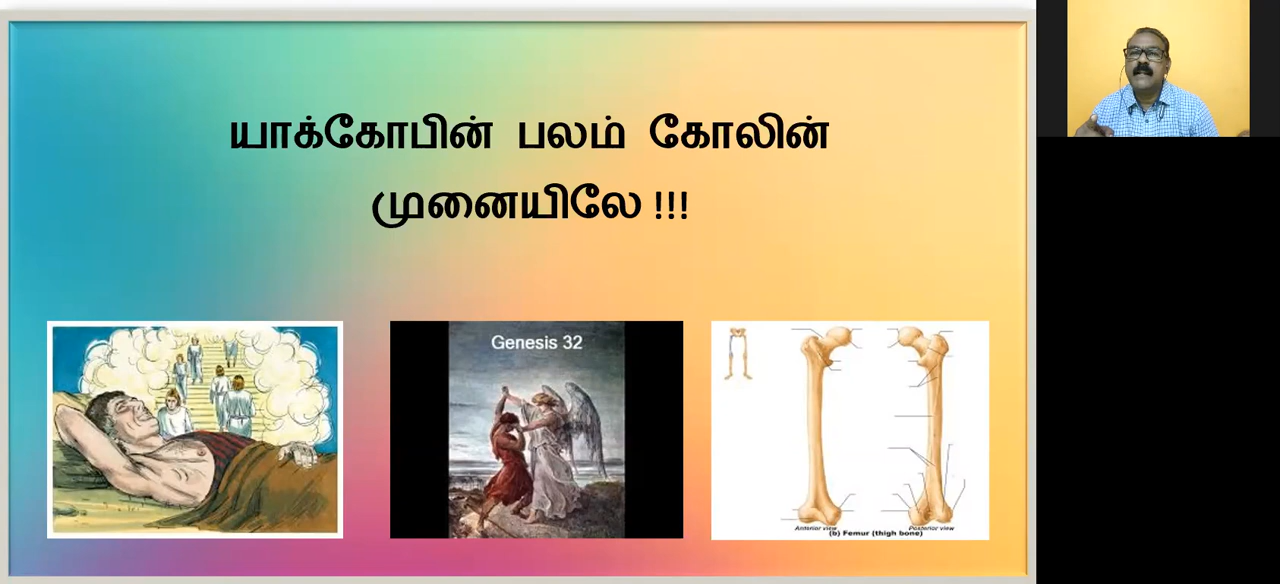 யாக்கோபின் பலம் கோலின்
முனையிலே !!!
Genesis 32
Anterior view
Posterior view
(b) Femur (thigh bone)